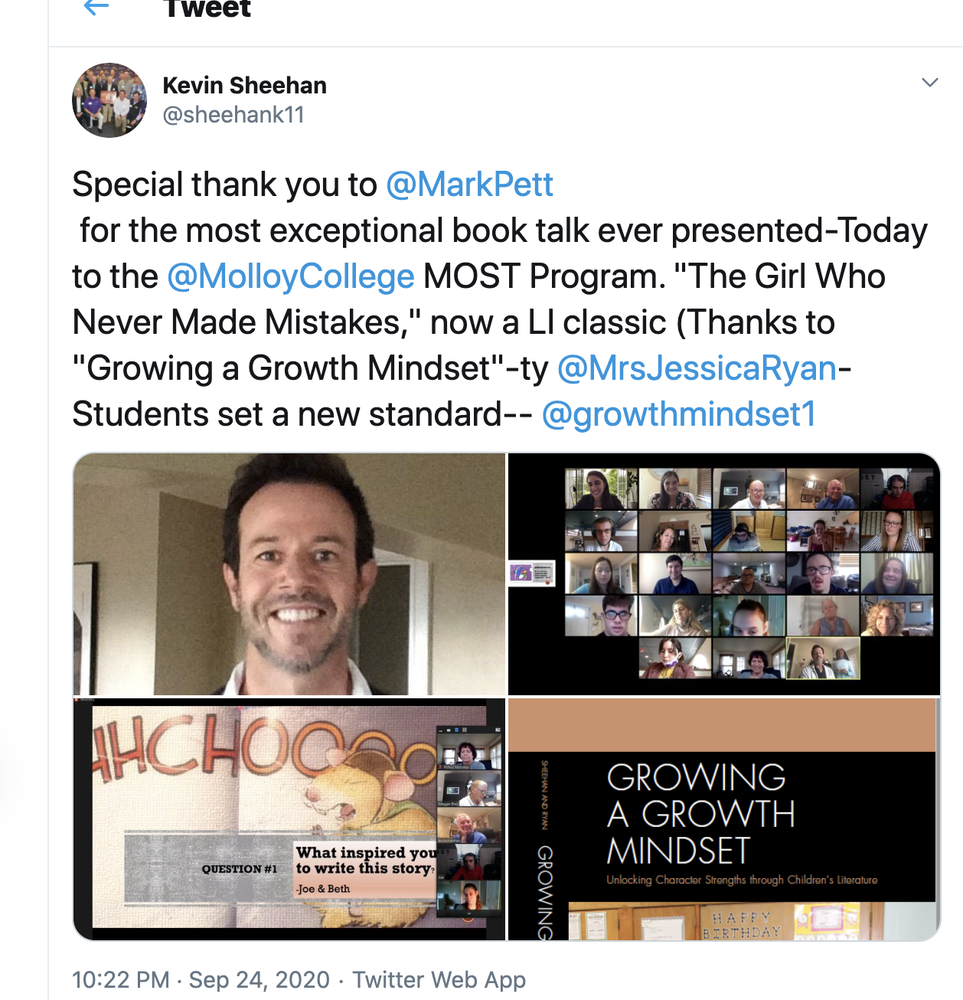 Tweet
Kevin Sheehan
@sheehank11
Special thank you to @MarkPett
for the most exceptional book talk ever presented-Today
to the @MolloyCollege MOST Program. "The Girl Who
Never Made Mistakes," now a LI classic (Thanks to
"Growing a Growth Mindset"-ty @MrsJessicaRyan-
Students set a new standard-- @growthmindset1
HHCHOOOOO
QUESTION #1
What inspired you
to write this story?
-Joe & Beth
SHEEHAN AND RYAN
GROWING
GROWING
A GROWTH
MINDSET
Unlocking Character Strengths through Children's Literature
HAPPY
BIRTHDAY
10:22 PM · Sep 24, 2020 · Twitter Web App